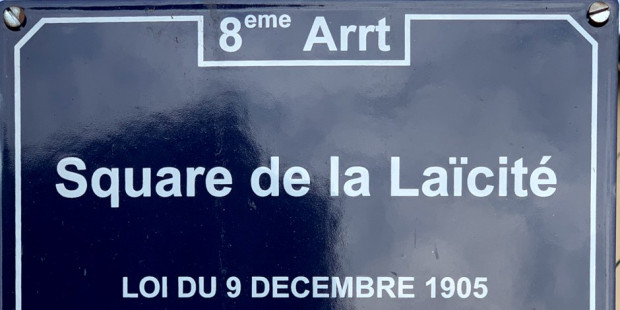 8eme Arrt
Square de la Laïcité
LOI DU 9 DECEMBRE 1905